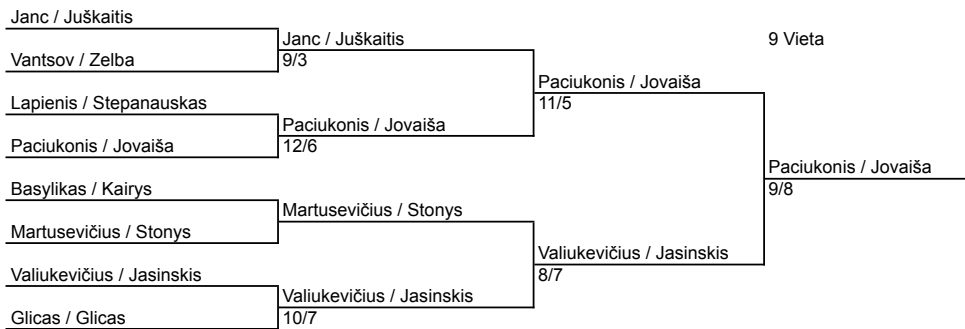 Janc / Juškaitis
Janc / Juškaitis
9 Vieta
Vantsov / Zelba
9/3
Paciukonis / Jovaiša
Lapienis / Stepanauskas
11/5
Paciukonis / Jovaiša
Paciukonis / Jovaiša
12/6
Paciukonis / Jovaiša
Basylikas / Kairys
9/8
Martusevičius / Stonys
Martusevičius / Stonys
Valiukevičius / Jasinskis
Valiukevičius / Jasinskis
8/7
Valiukevičius / Jasinskis
Glicas / Glicas
10/7